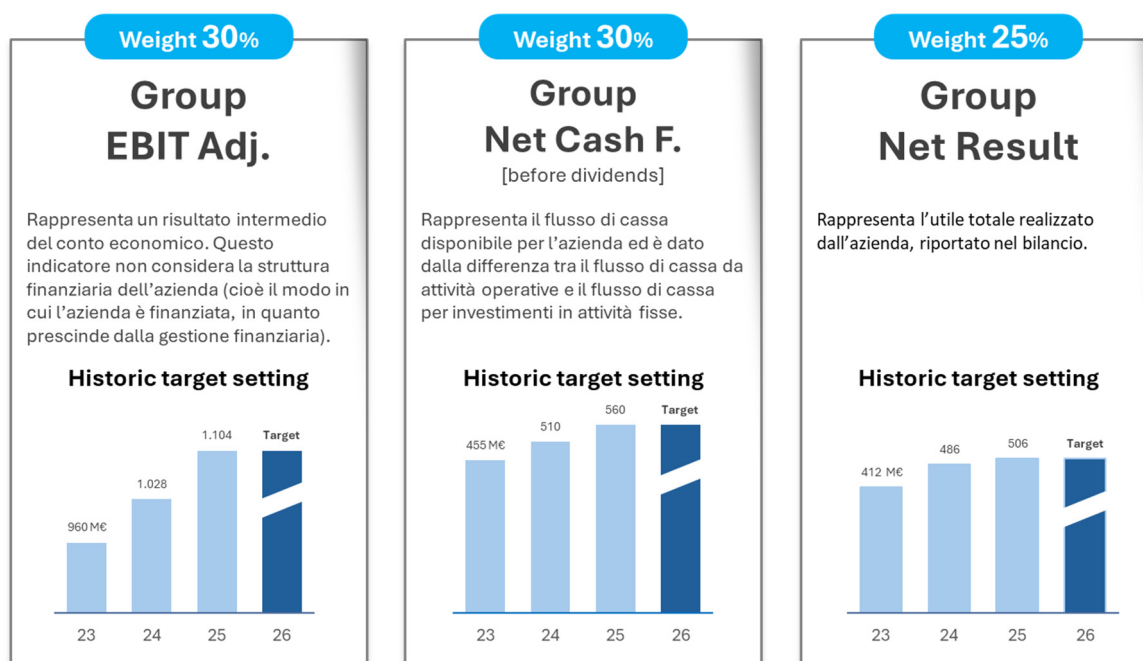 Weight 30%
Group
EBIT Adj.
Rappresenta un risultato intermedio
del conto economico. Questo
indicatore non considera la struttura
finanziaria dell'azienda (cioè il modo in
cui l'azienda è finanziata, in quanto
prescinde dalla gestione finanziaria).
Historic target setting
960 M€
1.028
1.104
Target
23
24
25
26
Weight 30%
Group
Net Cash F.
[before dividends]
Rappresenta il flusso di cassa
disponibile per l'azienda ed è dato
dalla differenza tra il flusso di cassa da
attività operative e il flusso di cassa
per investimenti in attività fisse.
Historic target setting
455 M€
510
560
Target
23
24
25
26
Weight 25%
Group
Net Result
Rappresenta l'utile totale realizzato
dall'azienda, riportato nel bilancio.
Historic target setting
412 M€
486
506
Target
23
24
25
26